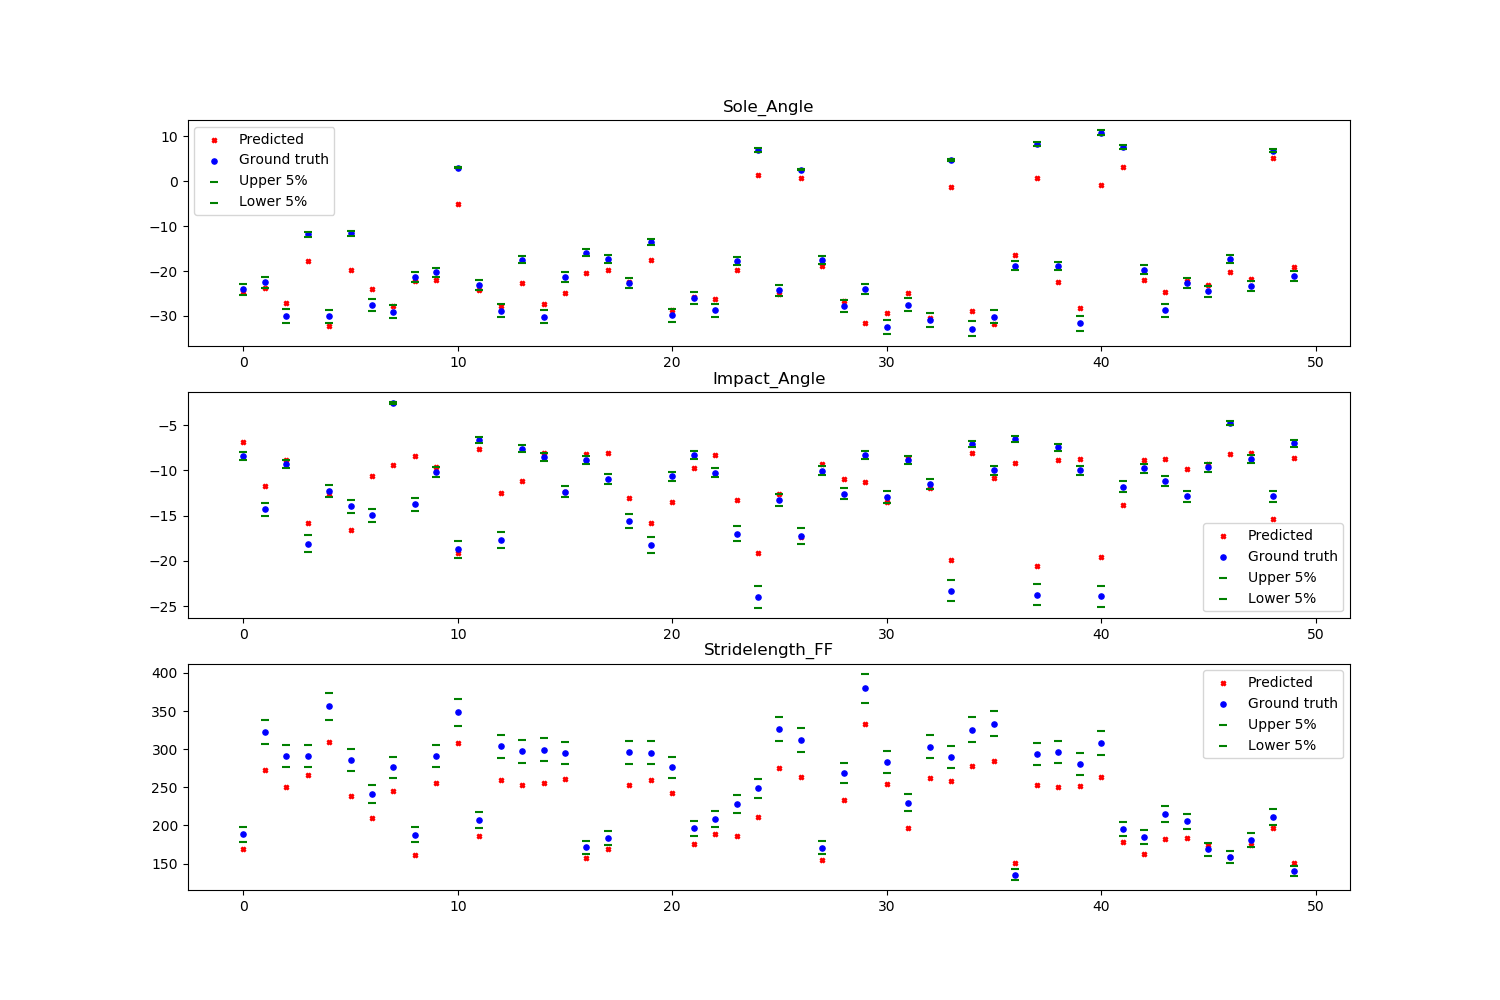 Sole_Angle
10
0
−10
−20
−30
Predicted
Ground truth
Upper 5%
Lower 5%
0 10 20 30 40 50
Impact_Angle
−5
−10
−15
−20
−25
Predicted
Ground truth
Upper 5%
Lower 5%
0 10 20 30 40 50
Stridelength_FF
400
350
300
250
200
150
Predicted
Ground truth
Upper 5%
Lower 5%
0 10 20 30 40 50